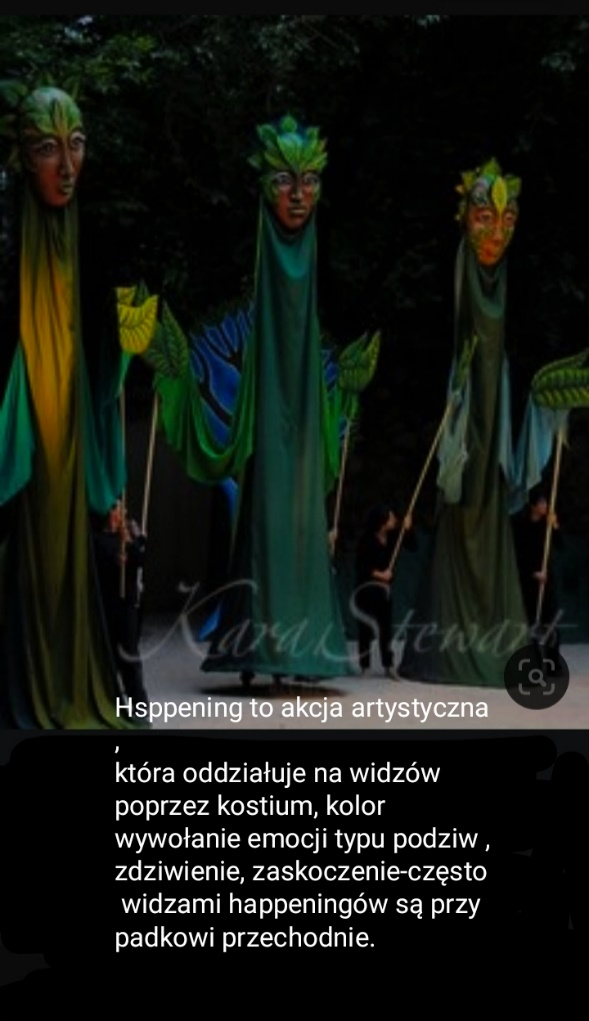 Kara Stewart
Hsppening to akcja artystyczna
,
która oddziałuje na widzów
poprzez kostium, kolor
wywołanie emocji typu podziw ,
zdziwienie, zaskoczenie-często
widzami happeningów są przy
padkowi przechodnie.